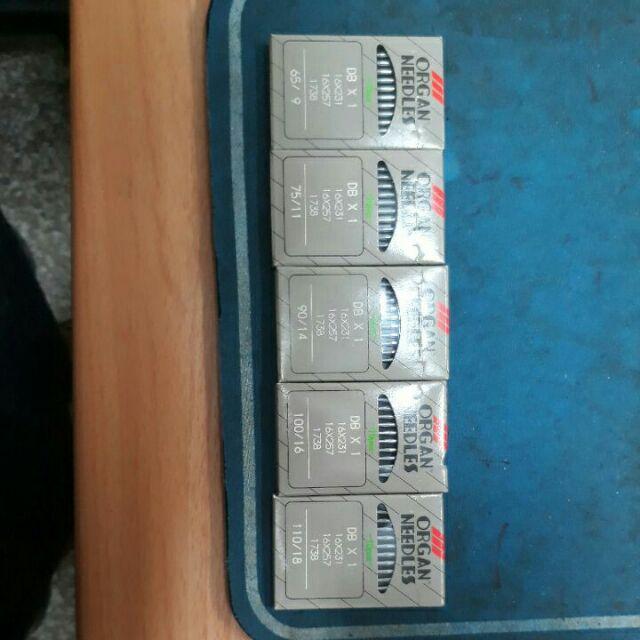 ORGAN
NEEDLES
DB X 1
16X231
16X257
1738
65/9
ORGAN
NEEDLES
DB X 1
16X231
16X257
1738
75/11
ORGAN
NEEDLES
DB X 1
16X231
16X257
1738
90/14
ORGAN
NEEDLES
DB X 1
16X231
16X257
1738
100/16
ORGAN
NEEDLES
DB X 1
16X231
16X257
1738
110/18